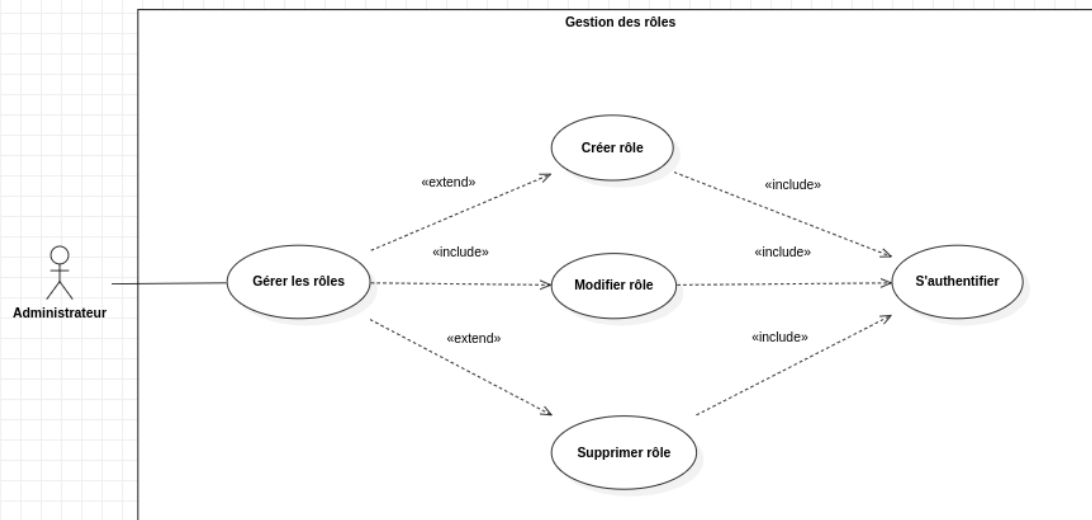 Gestion des rôles
Créer rôle
«extend»
«include»
«include»
«include»
Gérer les rôles
Modifier rôle
S'authentifier
Administrateur
«extend»
«include»
Supprimer rôle